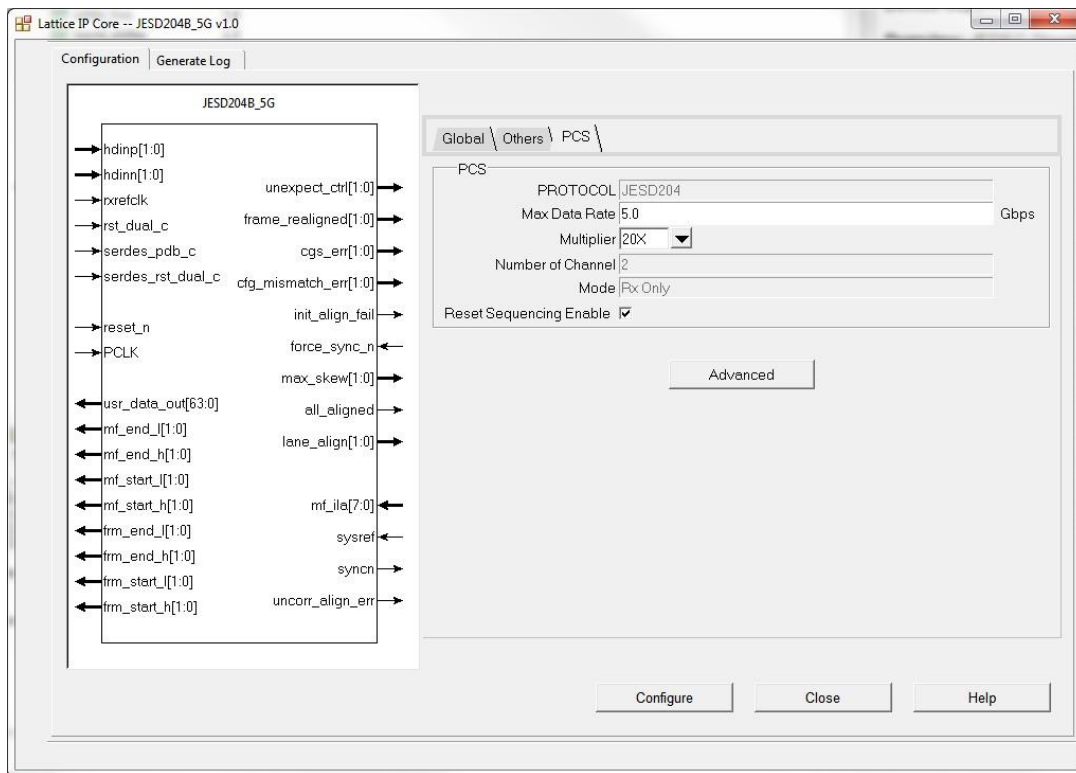 Lattice IP Core -- JESD204B_5G v1.0
Configuration
Generate Log
JESD204B_5G
hdinp[1:0]
hdinn[1:0]
rxrefclk
rst_dual_c
serdes_pdb_c
serdes_rst_dual_c
reset_n
PCLK
usr_data_out[63:0]
mf_end_l[1:0]
mf_end_h[1:0]
mf_start_l[1:0]
mf_start_h[1:0]
frm_end_l[1:0]
frm_end_h[1:0]
frm_start_l[1:0]
frm_start_h[1:0]
unexpect_ctrl[1:0]
frame_realigned[1:0]
cgs_err[1:0]
cfg_mismatch_err[1:0]
init_align_fail
force_sync_n
max_skew[1:0]
all_aligned
lane_align[1:0]
mf_ila[7:0]
sysref
syncn
uncorr_align_err
Global \ Others \ PCS \
PCS
PROTOCOL JESD204
Max Data Rate 5.0 Gbps
Multiplier 20X
Number of Channel 2
Mode Rx Only
Reset Sequencing Enable
Advanced
Configure
Close
Help